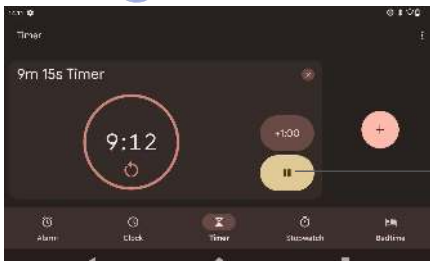 Timer
9m 15s Timer
9:12
+1:00
Alarm
Clock
Timer
Stopwatch
Bedtime